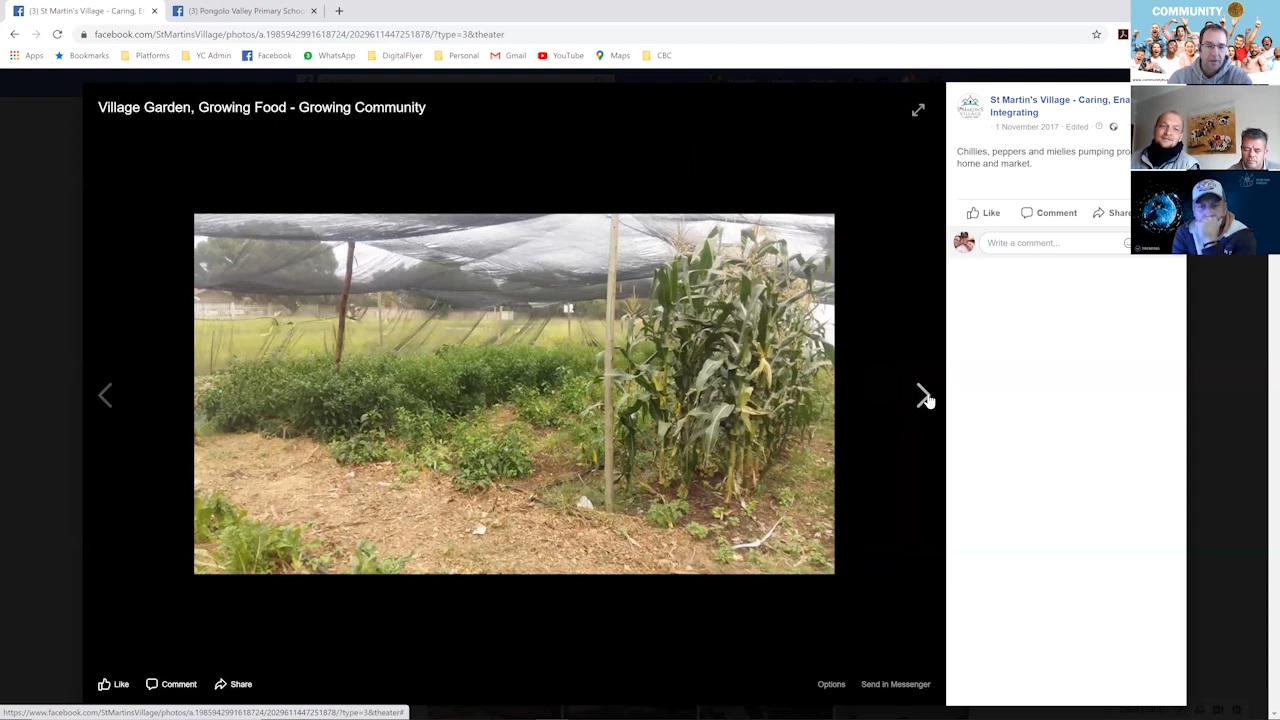 St Martin's Village - Caring, E
Pongolo Valley Primary Schoo
facebook.com/StMartinsVillage/photos/a.1985942991618724/2029611447251878/?type=3&theater
Apps Bookmarks Platforms YC Admin Facebook WhatsApp DigitalFlyer Personal Gmail YouTube Maps CBC
COMMUNITY
Village Garden, Growing Food - Growing Community
St Martin's Village - Caring, Ena
Integrating
1 November 2017 · Edited ·
Chillies, peppers and mielies pumping pro
home and market.
Like Comment Share
Write a comment...
Like Comment Share
Options Send in Messenger
https://www.facebook.com/StMartinsVillage/photos/a.1985942991618724/2029611447251878/?type=3&theater#